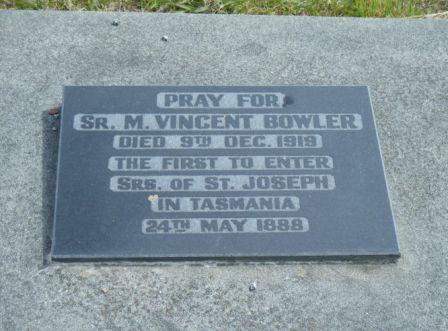 PRAY FOR
SR. M. VINCENT BOWLER
DIED 9TH DEC. 1919
THE FIRST TO ENTER
SRS. OF ST. JOSEPH
IN TASMANIA
24TH MAY 1888